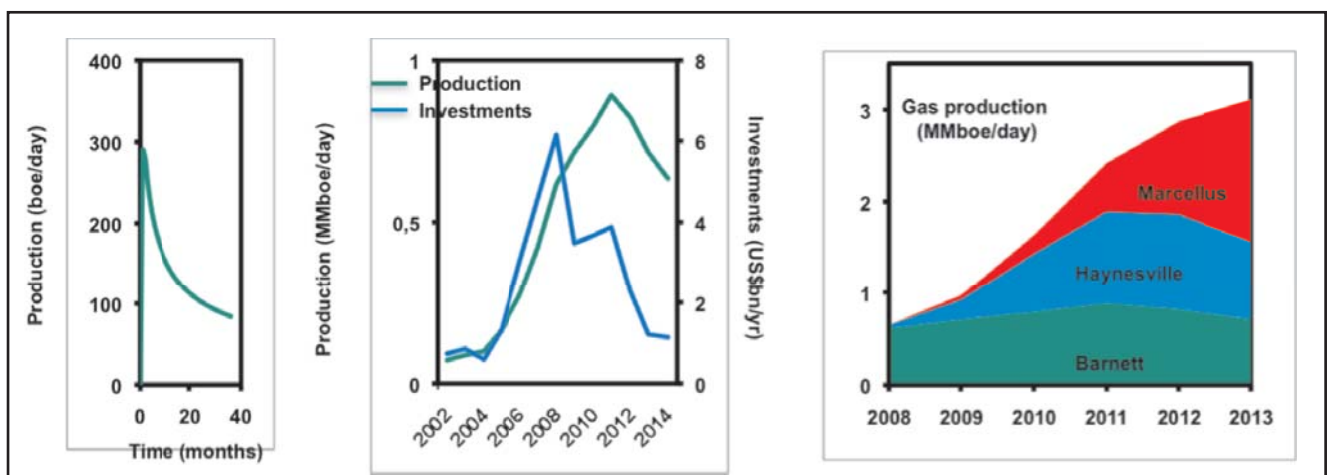 Production (boe/day)
400
300
200
100
0
0 20 40
Time (months)
Production (MMboe/day)
1
0,5
0
Production
Investments
8
6
4
2
0
Investments (US$bn/yr)
2002 2004 2006 2008 2010 2012 2014
Gas production
(MMboe/day)
3
2
1
0
Marcellus
Haynesville
Barnett
2008 2009 2010 2011 2012 2013